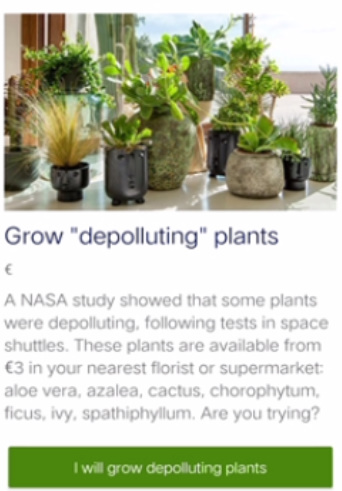 Grow "depolluting" plants
€
A NASA study showed that some plants
were depolluting, following tests in space
shuttles. These plants are available from
€3 in your nearest florist or supermarket:
aloe vera, azalea, cactus, chorophytum,
ficus, ivy, spathiphyllum. Are you trying?
I will grow depolluting plants